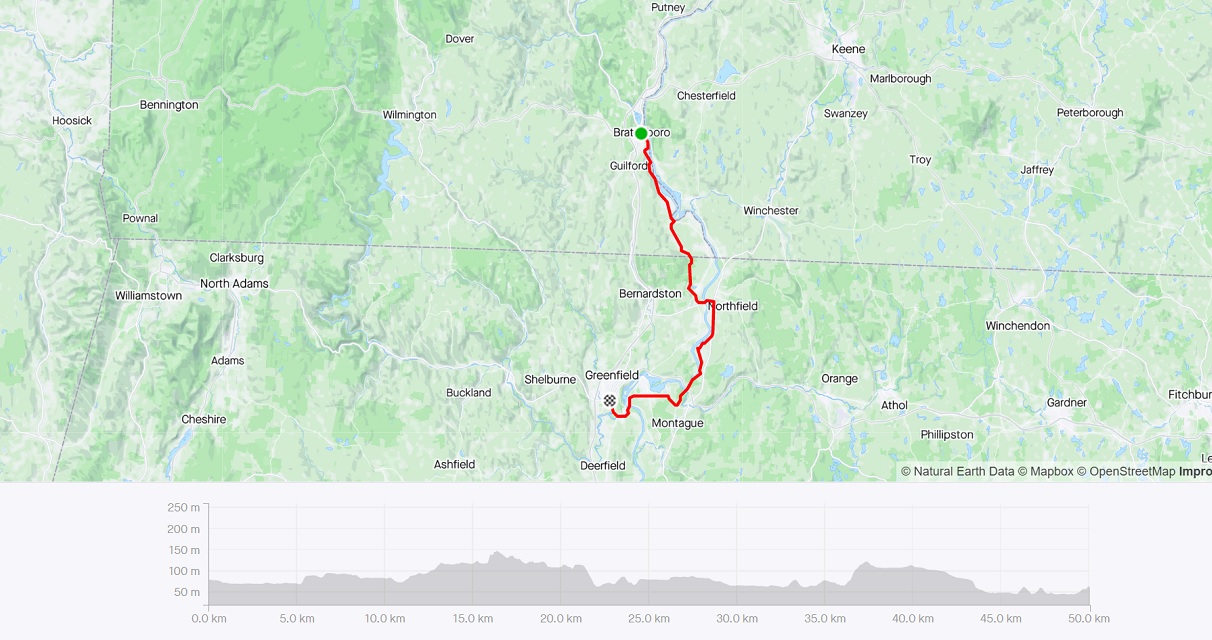 Putney
Dover
Keene
Marlborough
Chesterfield
Bennington
Wilmington
Hoosick
Swanzey
Peterborough
Guilford
Troy
Jaffrey
Winchester
Pownal
Clarksburg
North Adams
Williamstown
Bernardston
Northfield
Winchendon
Adams
Greenfield
Shelburne
Orange
Buckland
Athol
Gardner
Fitchbur
Cheshire
Montague
Phillipston
Ashfield
Deerfield
© Natural Earth Data © Mapbox © OpenStreetMap Impro
250 m
200 m
150 m
100 m
50 m
0.0 km 5.0 km 10.0 km 15.0 km 20.0 km 25.0 km 30.0 km 35.0 km 40.0 km 45.0 km 50.0 km